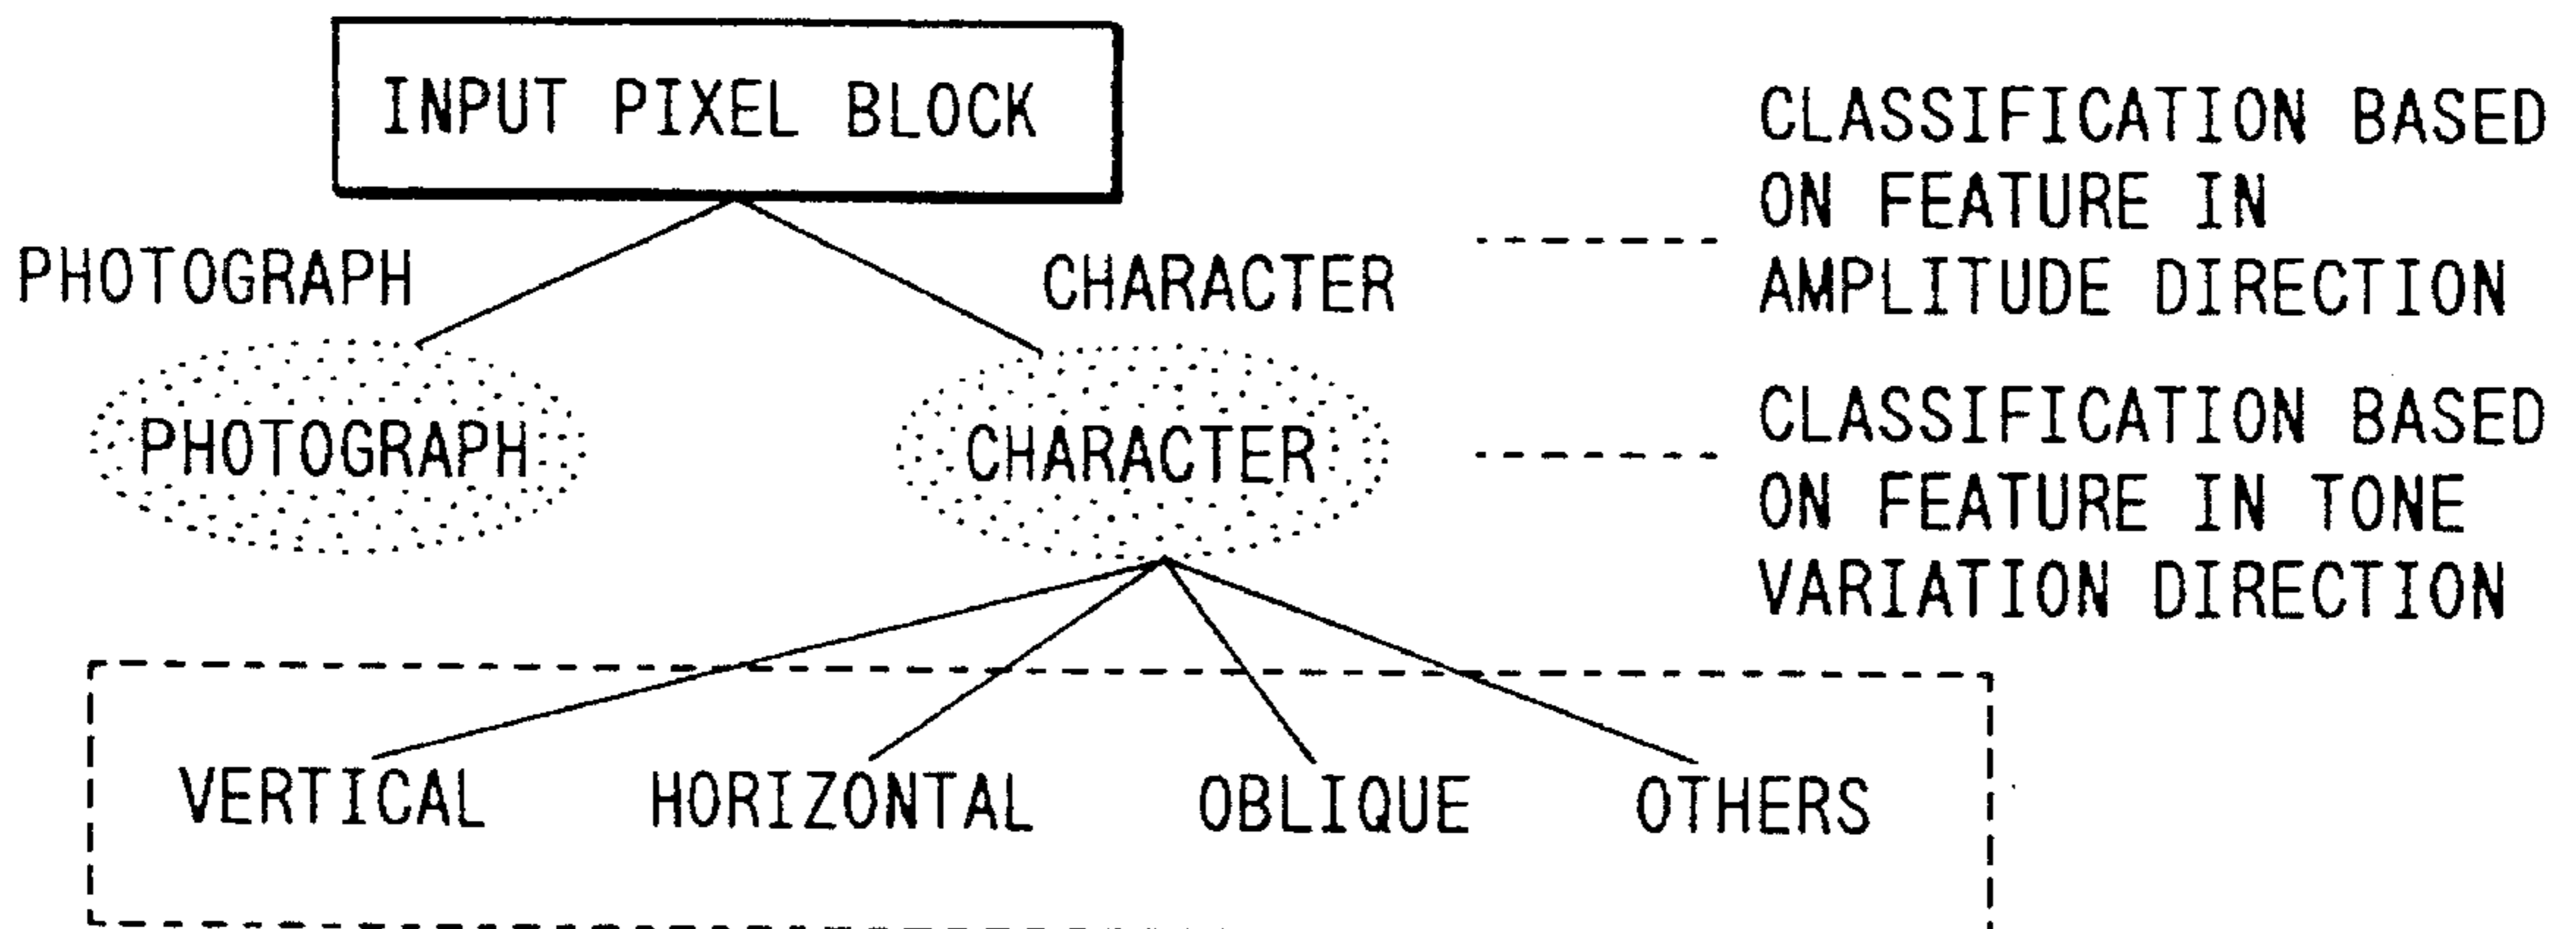 INPUT PIXEL BLOCK
CLASSIFICATION BASED
ON FEATURE IN
AMPLITUDE DIRECTION
PHOTOGRAPH
CHARACTER
PHOTOGRAPH
CHARACTER
CLASSIFICATION BASED
ON FEATURE IN TONE
VARIATION DIRECTION
VERTICAL
HORIZONTAL
OBLIQUE
OTHERS